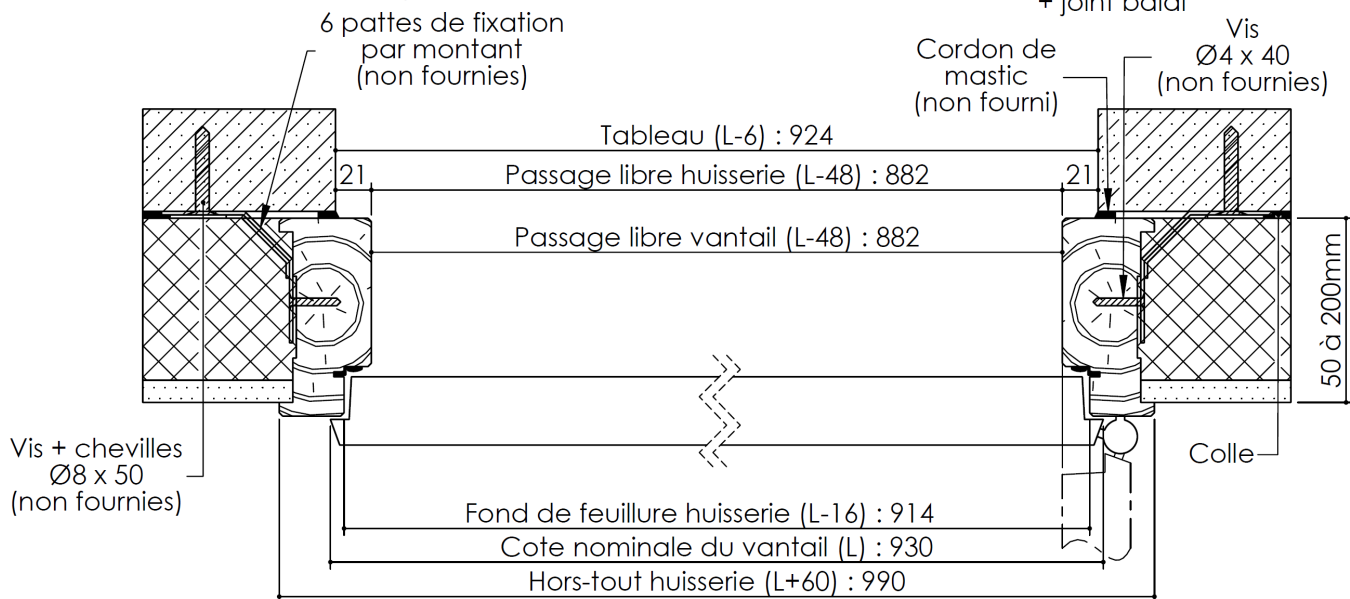 + joint balai
6 pattes de fixation
par montant
(non fournies)
Cordon de
mastic
(non fourni)
Vis
Ø4 x 40
(non fournies)
Tableau (L-6) : 924
21
Passage libre huisserie (L-48) : 882
21
Passage libre vantail (L-48) : 882
50 à 200mm
Vis + chevilles
Ø8 x 50
(non fournies)
Colle
Fond de feuillure huisserie (L-16) : 914
Cote nominale du vantail (L) : 930
Hors-tout huisserie (L+60) : 990